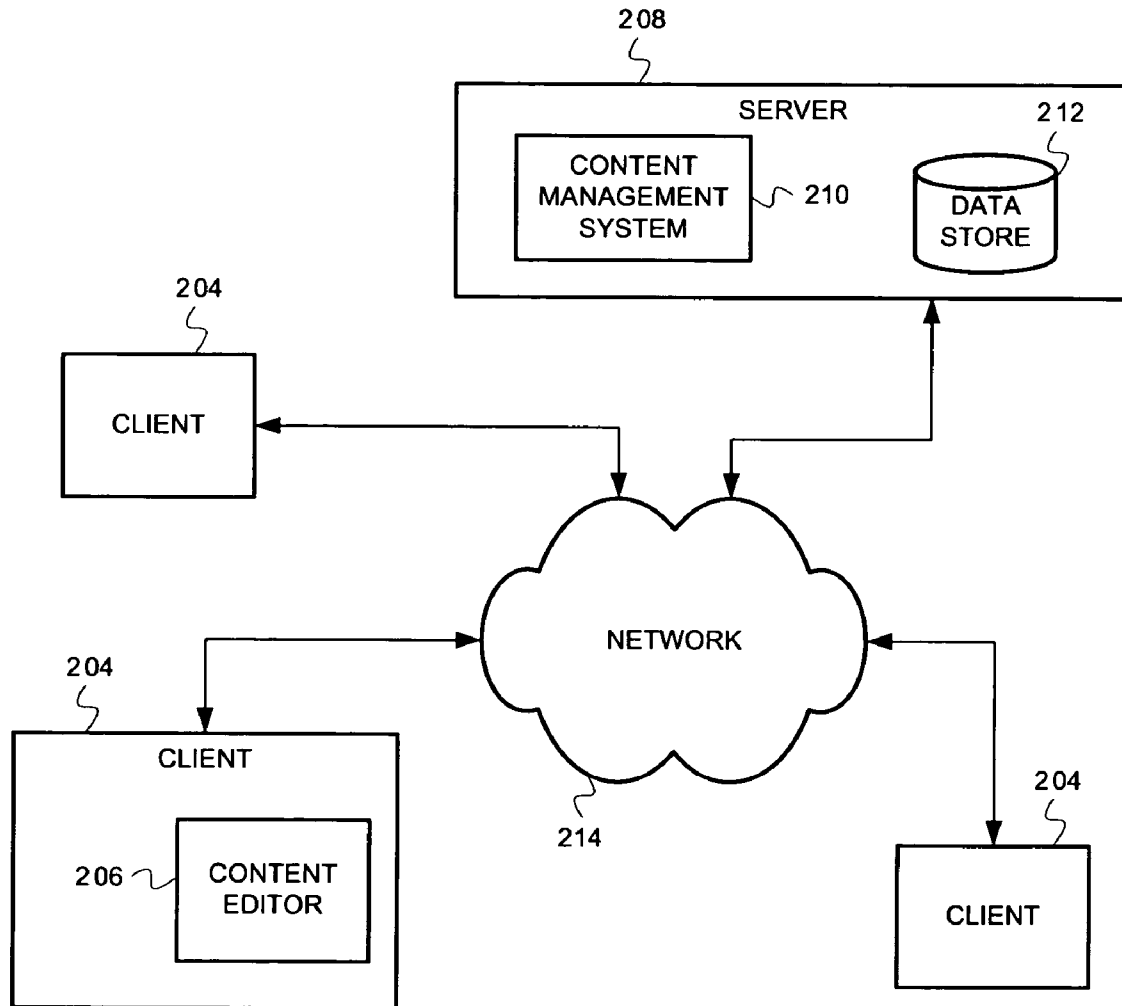 208
SERVER
212
CONTENT
MANAGEMENT
SYSTEM
210
DATA
STORE
204
CLIENT
NETWORK
204
CLIENT
214
204
206
CONTENT
EDITOR
CLIENT